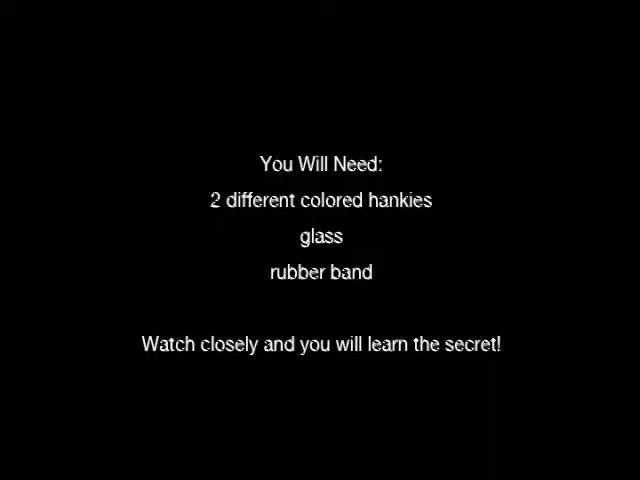 You Will Need:
2 different colored hankies
glass
rubber band
Watch closely and you will learn the secret!